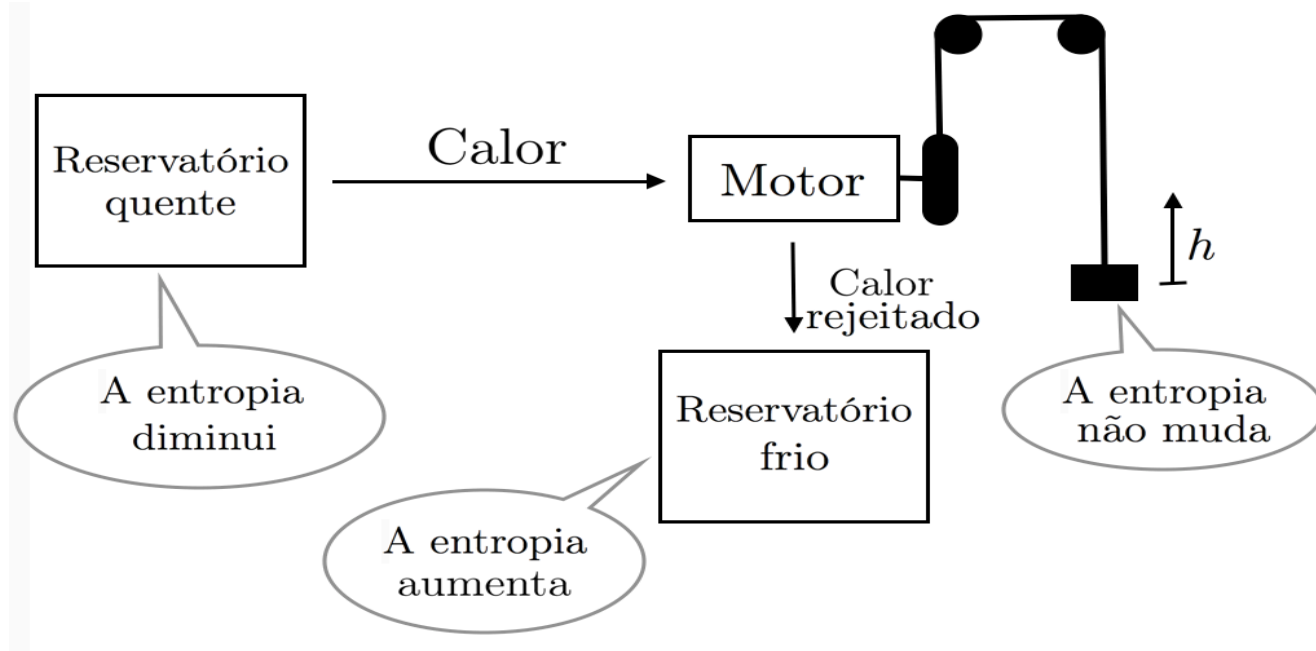 Reservatório
quente
Calor
Motor
h
Calor
rejeitado
A entropia
diminui
Reservatório
frio
A entropia
não muda
A entropia
aumenta